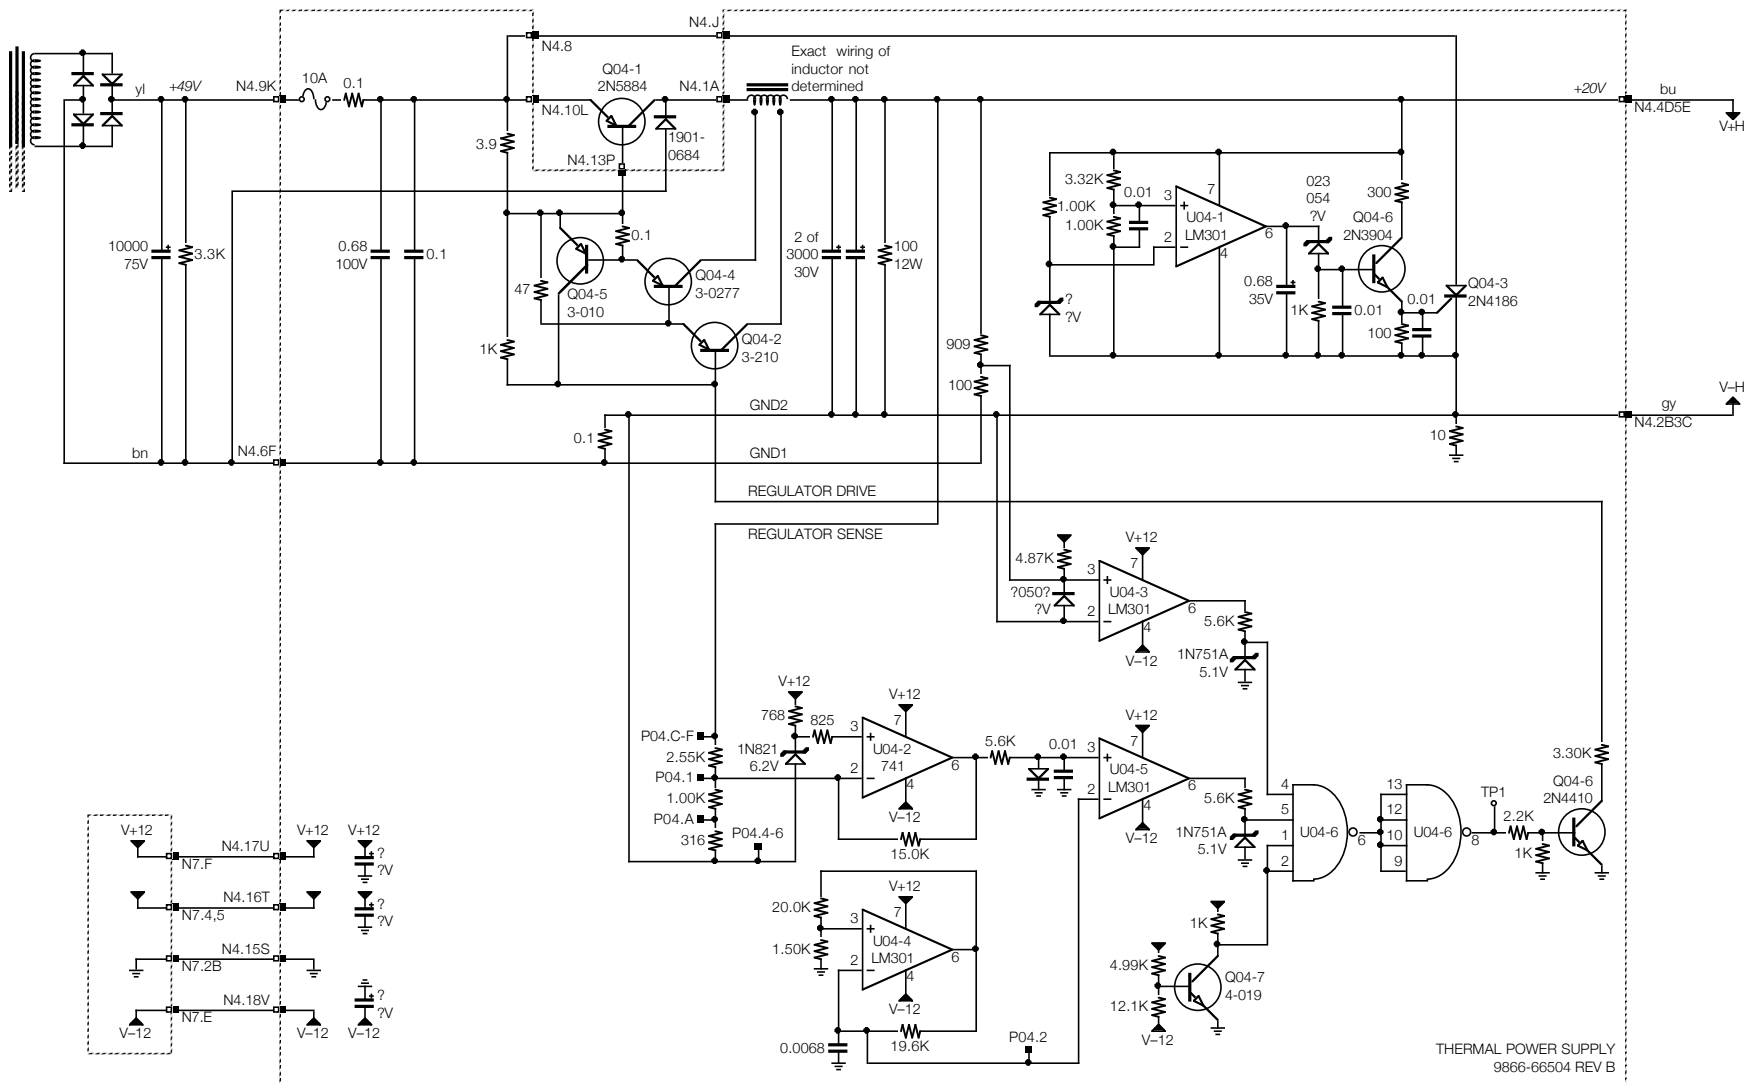 N4.J
N4.8
Exact wiring of
inductor not
determined
Q04-1
2N5884
N4.1A
yl
+49V
N4.9K
10A
0.1
N4.10L
+20V
bu
N4.4D5E
V+H
3.9
N4.13P
1901-
0684
10000
75V
3.3K
0.68
100V
0.1
0.1
47
Q04-5
3-010
Q04-4
3-0277
Q04-2
3-210
1K
2 of
3000
30V
100
12W
909
100
1.00K
3.32K
1.00K
0.01
3
2
7
4
6
U04-1
LM301
023
054
?V
300
Q04-6
2N3904
?
?V
0.68
35V
1K
0.01
100
0.01
Q04-3
2N4186
V–H
gy
N4.2B3C
10
GND2
0.1
GND1
bn
N4.6F
REGULATOR DRIVE
REGULATOR SENSE
4.87K
?050?
?V
V+12
3
2
7
4
6
U04-3
LM301
V–12
5.6K
1N751A
5.1V
P04.C-F
2.55K
P04.1
1.00K
P04.A
316
P04.4-6
V+12
768
825
1N821
6.2V
V+12
3
2
7
4
6
U04-2
741
V–12
15.0K
5.6K
0.01
V+12
3
2
7
4
6
U04-5
LM301
V–12
5.6K
1N751A
5.1V
4
5
1
2
U04-6
6
13
12
10
9
U04-6
8
TP1
2.2K
1K
Q04-6
2N4410
3.30K
20.0K
1.50K
V+12
3
2
7
4
6
U04-4
LM301
V–12
19.6K
0.0068
P04.2
1K
4.99K
12.1K
V–12
Q04-7
4-019
V+12
N4.17U
N7.F
V+12
V+12
?
?V
N4.16T
N7.4,5
?
?V
N4.15S
N7.2B
N4.18V
N7.E
V–12
V–12
?
?V
V–12
THERMAL POWER SUPPLY
9866-66504 REV B